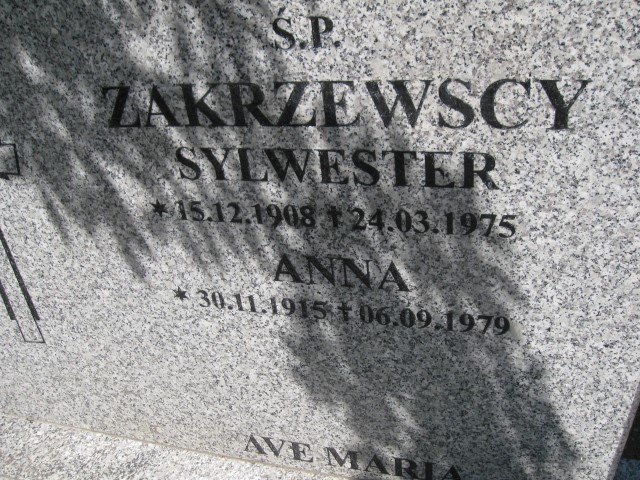 Ś.P.
ZAKRZEWSCY
SYLWESTER
✶15.12.1908 ✝ 24.03.1975
ANNA
✶ 30.11.1915 ✝ 06.09.1979
AVE MARIA